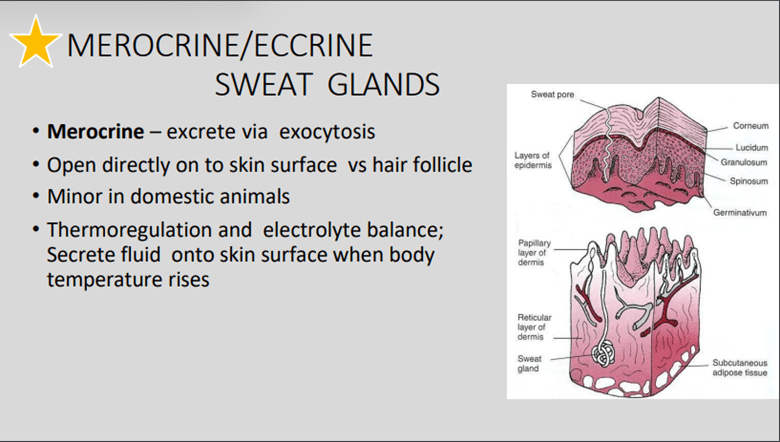 MEROCRINE/ECCRINE
SWEAT GLANDS
• Merocrine – excrete via exocytosis
• Open directly on to skin surface vs hair follicle
• Minor in domestic animals
• Thermoregulation and electrolyte balance;
Secrete fluid onto skin surface when body
temperature rises
Sweat pore
Layers of
epidermis
Corneum
Lucidum
Granulosum
Spinosum
Germinativum
Papillary
layer of
dermis
Reticular
layer of
dermis
Sweat
gland
Subcutaneous
adipose tissue